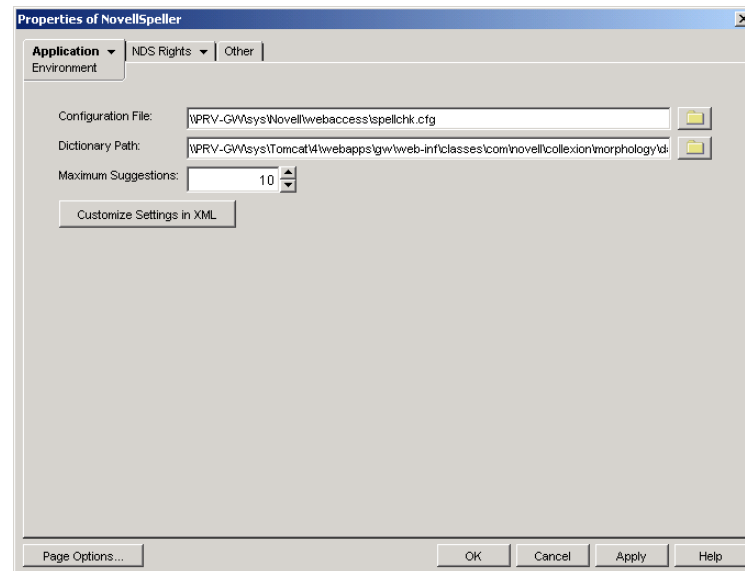 Properties of NovellSpeller
Application NDS Rights Other
Environment
Configuration File: \\PRV-GW\sys\Novell\webaccess\spellchk.cfg
Dictionary Path: \\PRV-GW\sys\Tomcat\4\webapps\gw\web-inf\classes\com\novell\collexion\morphology\da
Maximum Suggestions: 10
Customize Settings in XML
Page Options... OK Cancel Apply Help